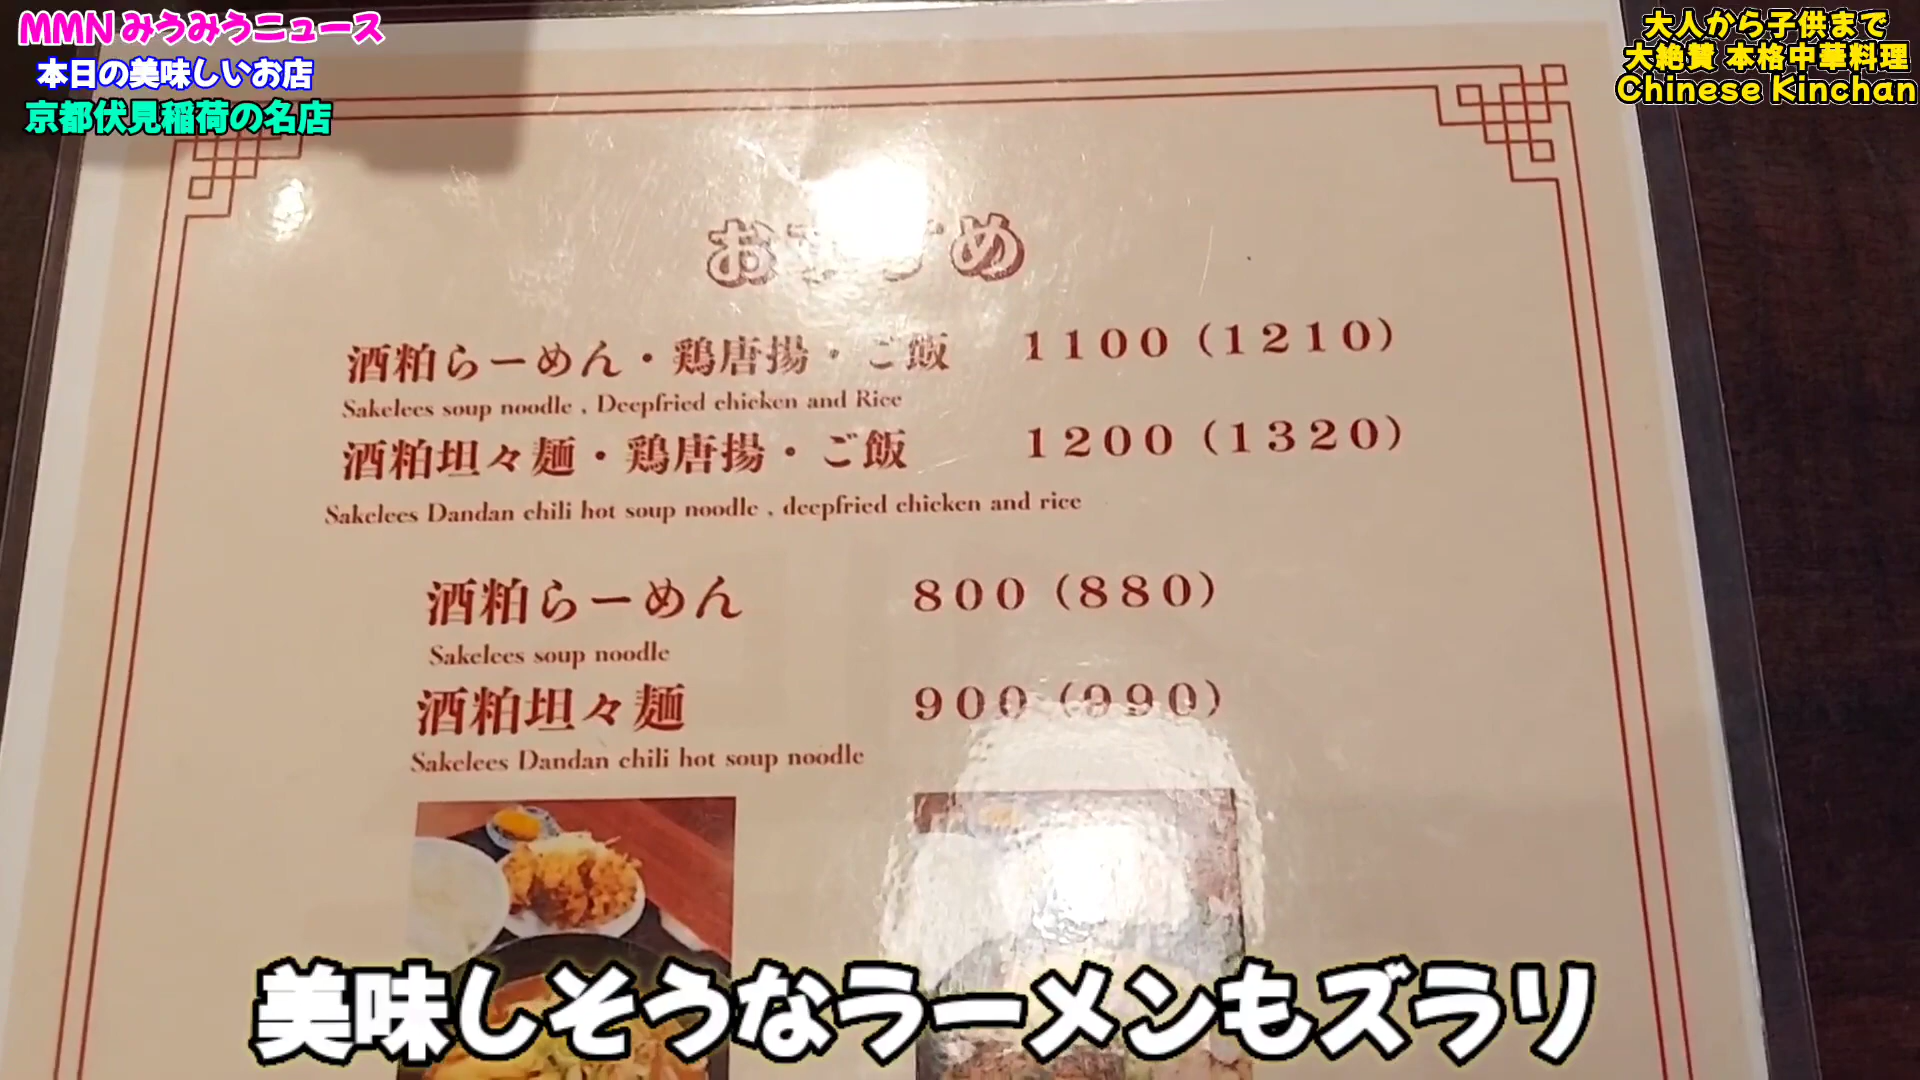 MMN みうみうニュース
本日の美味しいお店
京都伏見稲荷の名店
大人から子供まで
大絶賛 本格中華料理
Chinese Kinchan
おすすめ
酒粕らーめん・鶏唐揚・ご飯 1100（1210）
Sakelees soup noodle , Deepfried chicken and Rice
酒粕坦々麺・鶏唐揚・ご飯 1200（1320）
Sakelees Dandan chili hot soup noodle , deepfried chicken and rice
酒粕らーめん 800（880）
Sakelees soup noodle
酒粕坦々麺 900（990）
Sakelees Dandan chili hot soup noodle
美味しそうなラーメンもズラリ